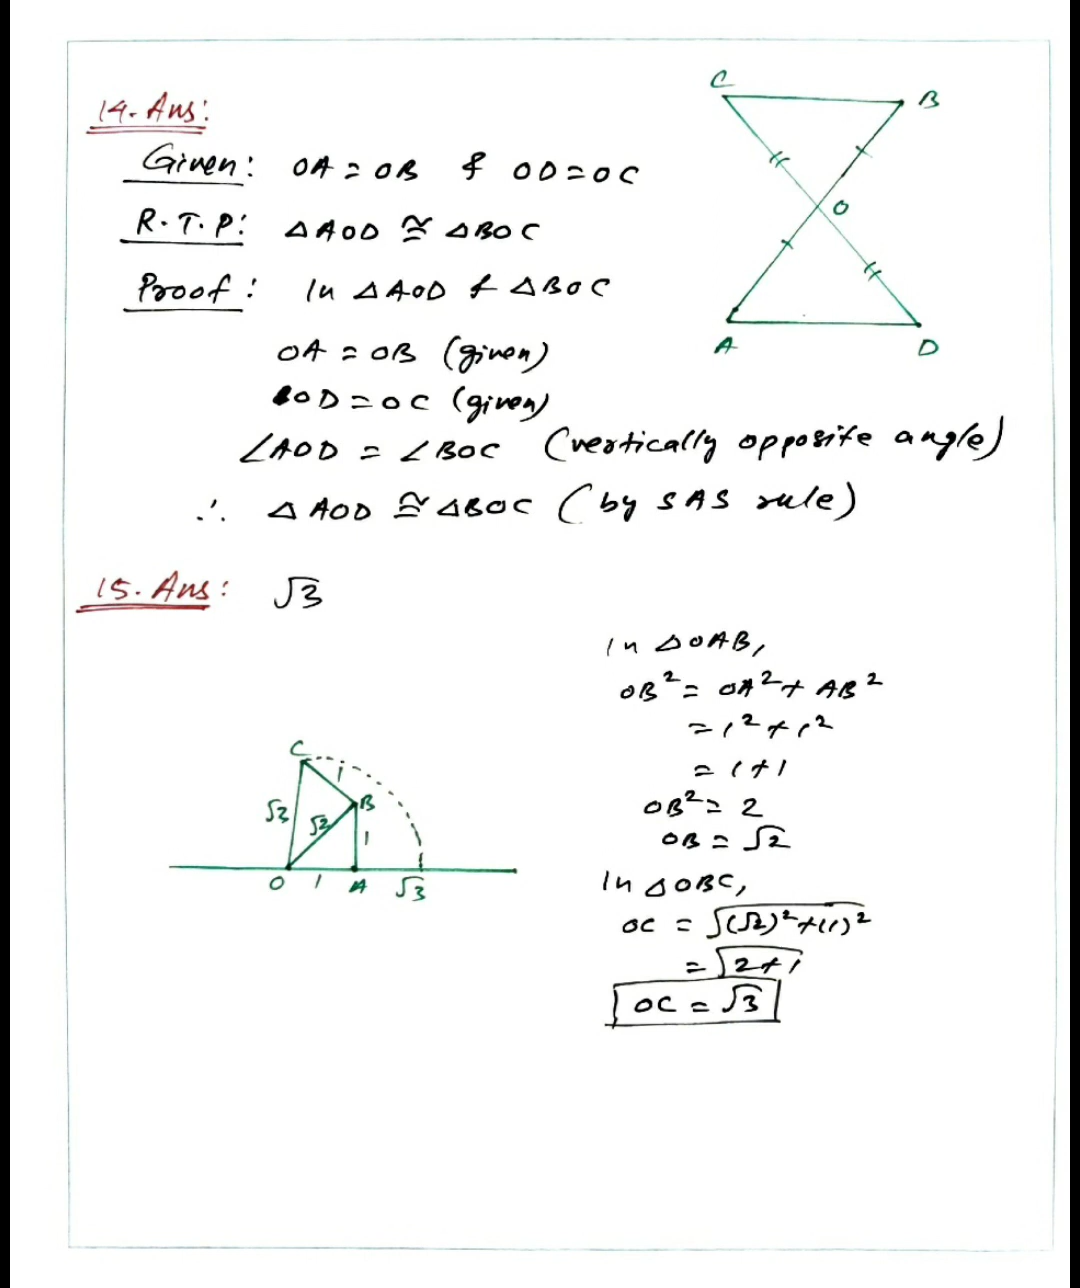 14. Ans:
Given: OA = OB & OD = OC
R.T.P: △AOD ≅ △BOC
Proof: In △AOD & △BOC
OA = OB (given)
OD = OC (given)
∠AOD = ∠BOC (vertically opposite angle)
∴ △AOD ≅ △BOC (by SAS rule)
C
B
O
A
D
15. Ans: √3
C
1
√3
√2
B
1
O 1 A √3
In △OAB,
OB² = OA² + AB²
= 1² + 1²
= 1+1
OB² = 2
OB = √2
In △OBC,
OC = √(√2)² + (1)²
= √2+1
OC = √3